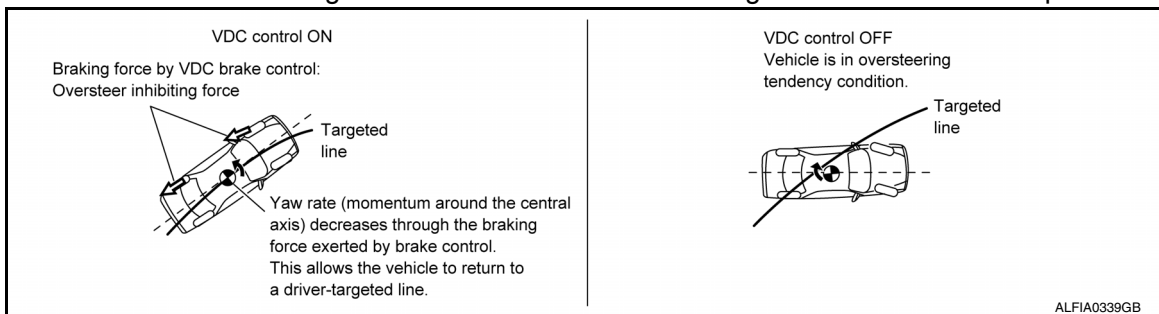 VDC control ON
Braking force by VDC brake control:
Oversteer inhibiting force
Targeted
line
Yaw rate (momentum around the central
axis) decreases through the braking
force exerted by brake control.
This allows the vehicle to return to
a driver-targeted line.
VDC control OFF
Vehicle is in oversteering
tendency condition.
Targeted
line
ALFIA0339GB